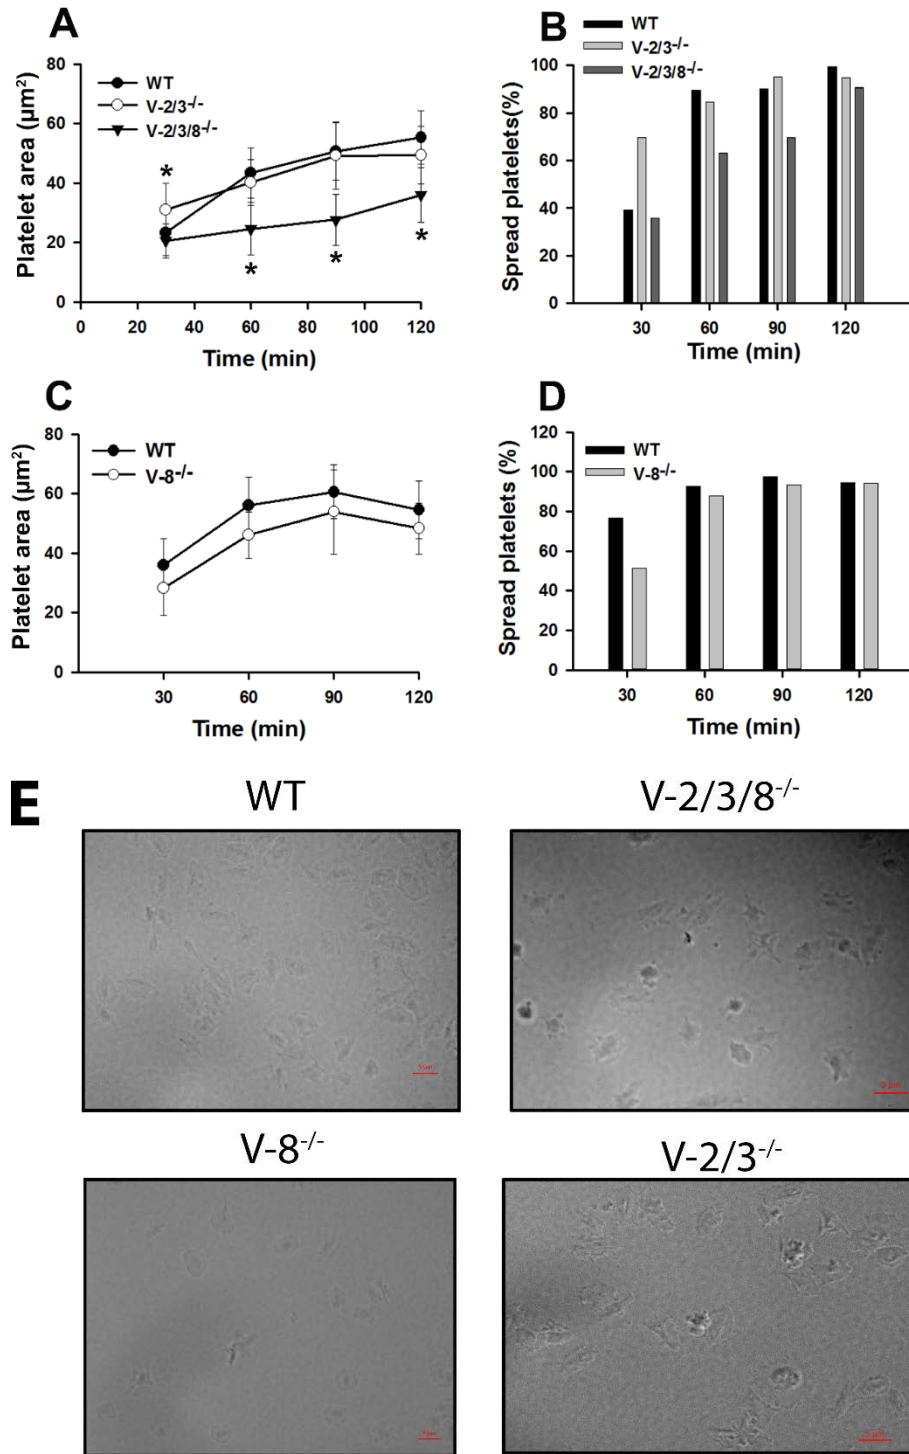 A
80
60
40
20
0
Platelet area (µm²)
WT
V-2/3-/-
V-2/3/8-/-
*
*
*
*
0 20 40 60 80 100 120
Time (min)
B
WT
V-2/3-/-
V-2/3/8-/-
100
80
60
40
20
0
Spread platelets(%)
30 60 90 120
Time (min)
C
80
60
40
20
0
Platelet area (µm²)
WT
V-8-/-
30 60 90 120
Time (min)
D
120
100
80
60
40
20
0
Spread platelets (%)
WT
V-8-/-
30 60 90 120
Time (min)
E
WT
V-2/3/8-/-
V-8-/-
V-2/3-/-